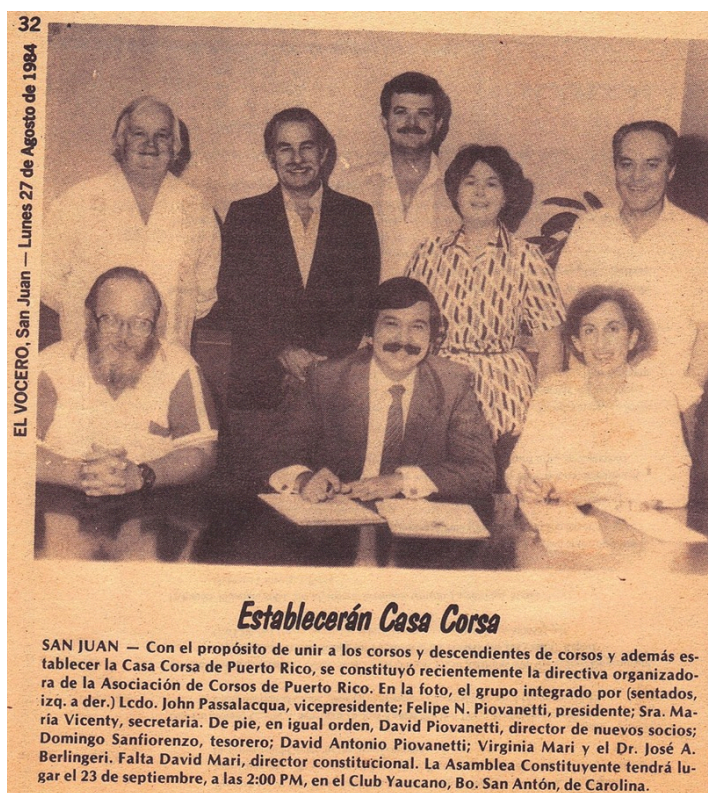 32
EL VOCERO, San Juan — Lunes 27 de Agosto de 1984
Establecerán Casa Corsa
SAN JUAN — Con el propósito de unir a los corsos y descendientes de corsos y además es-
tablecer la Casa Corsa de Puerto Rico, se constituyó recientemente la directiva organizado-
ra de la Asociación de Corsos de Puerto Rico. En la foto, el grupo integrado por (sentados,
izq. a der.) Lcdo. John Passalacqua, vicepresidente; Felipe N. Piovanetti, presidente; Sra. Ma-
ría Vicenty, secretaria. De pie, en igual orden, David Piovanetti, director de nuevos socios;
Domingo Sanfiorenzo, tesorero; David Antonio Piovanetti; Virginia Mari y el Dr. José A.
Berlingeri. Falta David Mari, director constitucional. La Asamblea Constituyente tendrá lu-
gar el 23 de septiembre, a las 2:00 PM, en el Club Yaucano, Bo. San Antón, de Carolina.